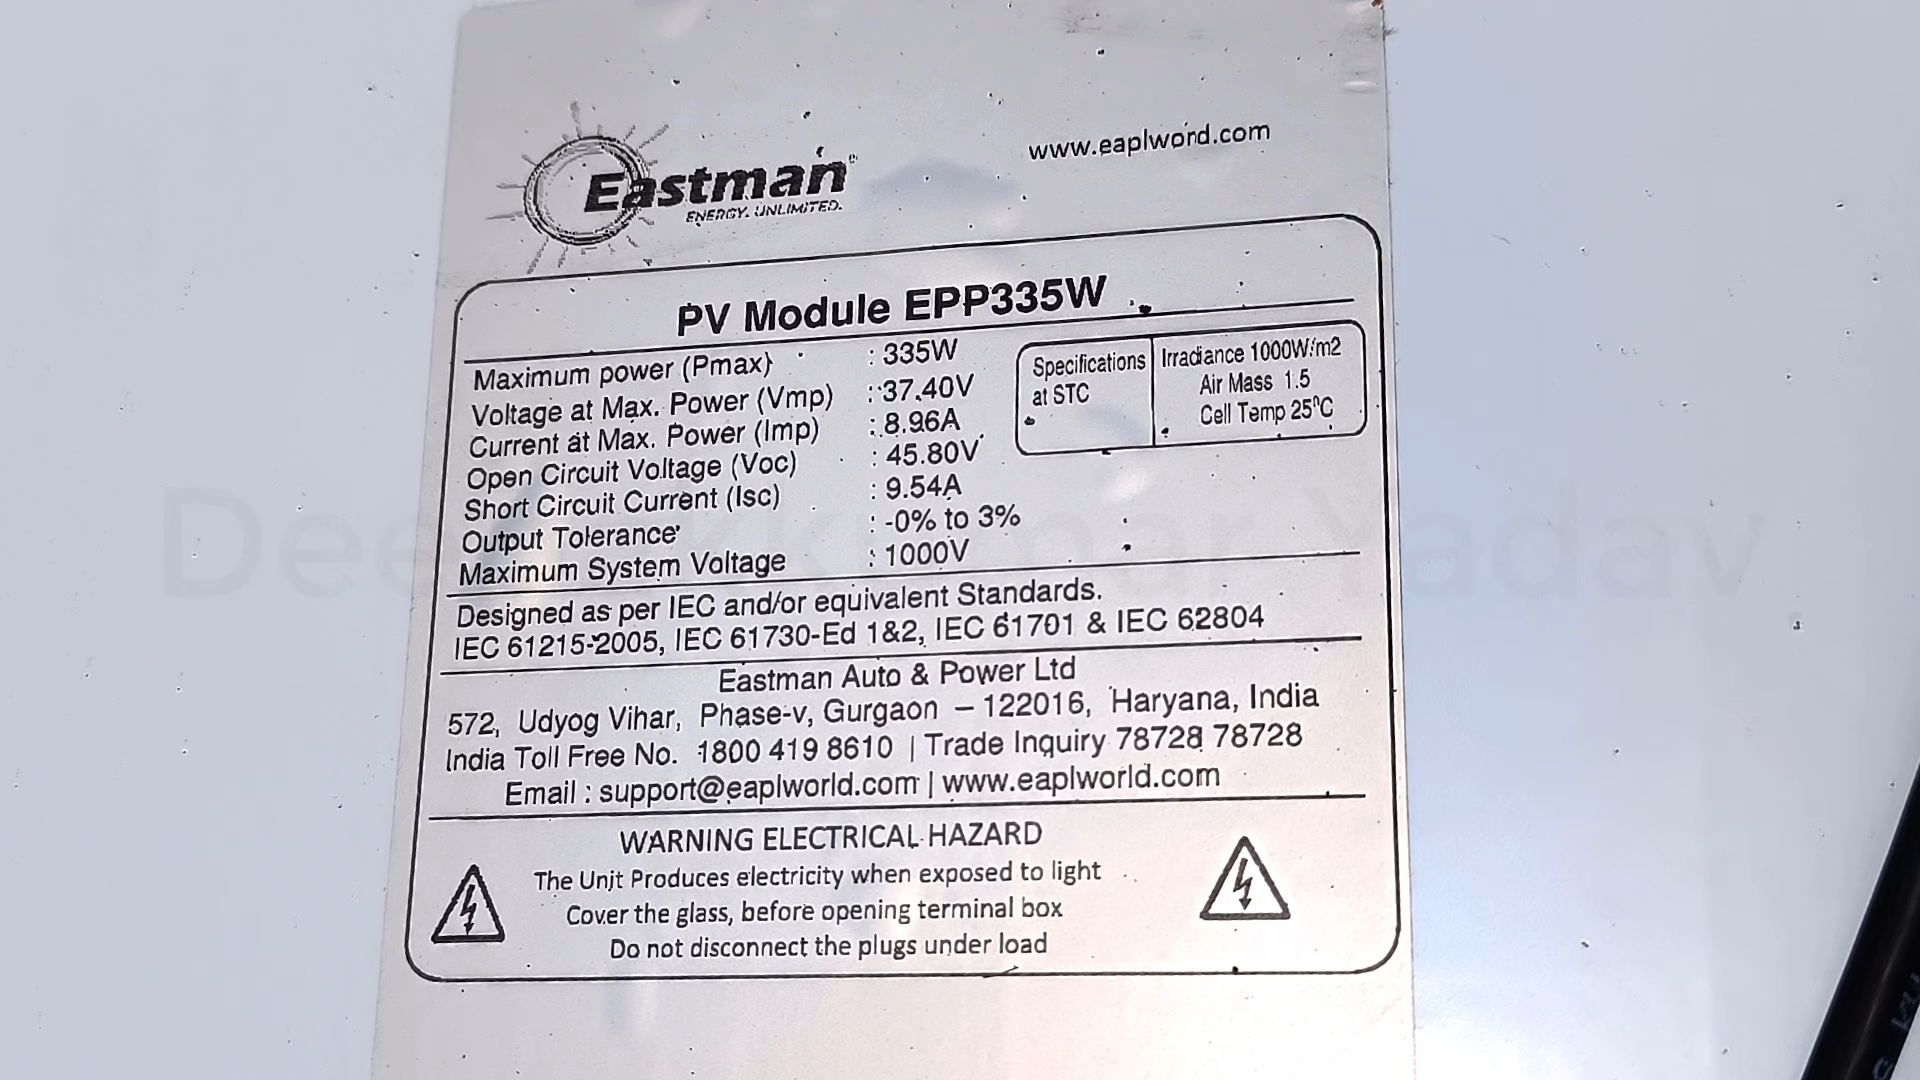 Eastman
ENERGY. UNLIMITED.
www.eaplword.com
PV Module EPP335W
Maximum power (Pmax) : 335W
Voltage at Max. Power (Vmp) : 37.40V
Current at Max. Power (Imp) : 8.96A
Open Circuit Voltage (Voc) : 45.80V
Short Circuit Current (Isc) : 9.54A
Output Tolerance : -0% to 3%
Maximum System Voltage : 1000V
Specifications at STC
Irradiance 1000W/m2
Air Mass 1.5
Cell Temp 25°C
Designed as per IEC and/or equivalent Standards.
IEC 61215-2005, IEC 61730-Ed 1&2, IEC 61701 & IEC 62804
Eastman Auto & Power Ltd
572, Udyog Vihar, Phase-v, Gurgaon – 122016, Haryana, India
India Toll Free No. 1800 419 8610 | Trade Inquiry 78728 78728
Email : support@eaplworld.com | www.eaplworld.com
WARNING ELECTRICAL HAZARD
The Unit Produces electricity when exposed to light
Cover the glass, before opening terminal box
Do not disconnect the plugs under load
Yadav